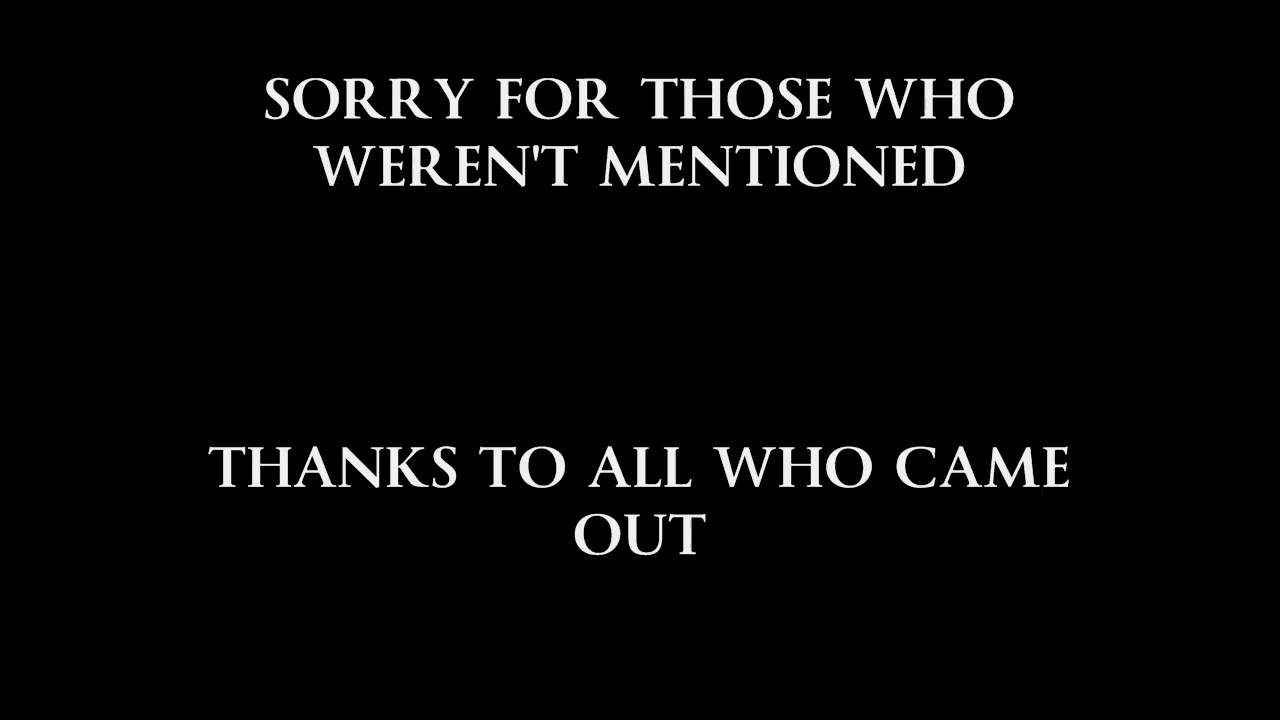 SORRY FOR THOSE WHO
WEREN'T MENTIONED
THANKS TO ALL WHO CAME
OUT